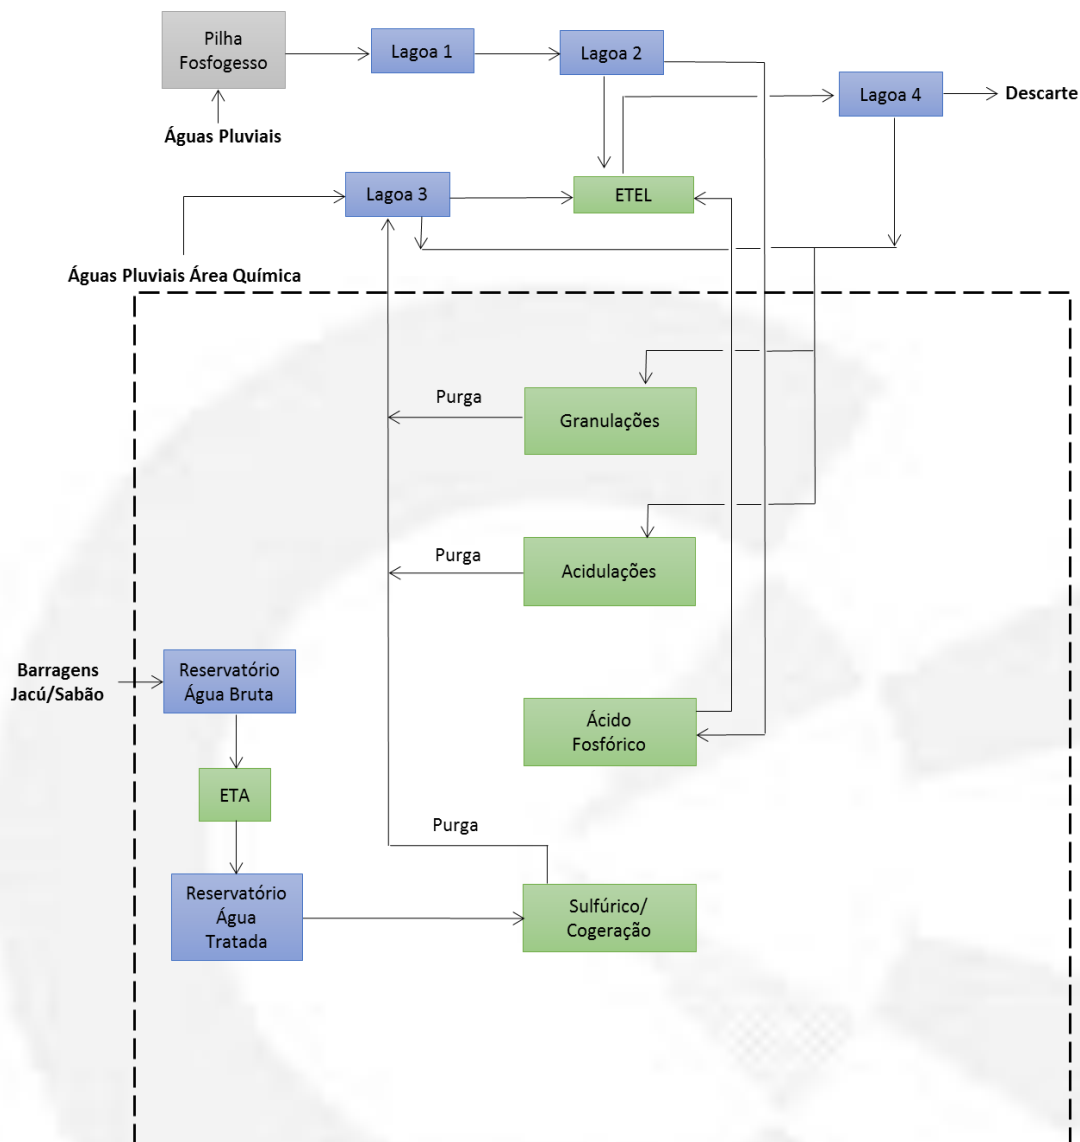 Pilha
Fosfogesso
Lagoa 1
Lagoa 2
Lagoa 4
Descarte
Águas Pluviais
Lagoa 3
ETEL
Águas Pluviais Área Química
Purga
Granulações
Purga
Acidulações
Barragens
Jacú/Sabão
Reservatório
Água Bruta
Ácido
Fosfórico
ETA
Purga
Reservatório
Água
Tratada
Sulfúrico/
Cogeração